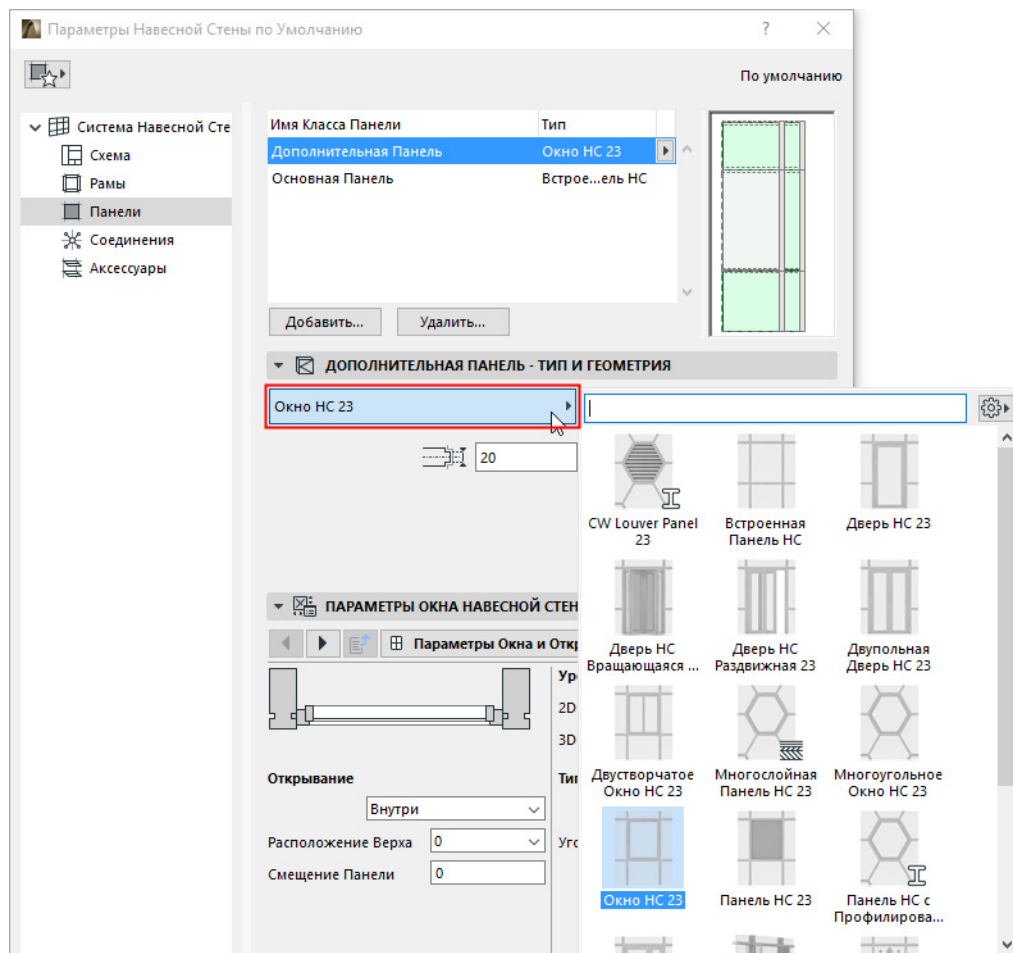 Параметры Навесной Стены по Умолчанию
?
По умолчанию
Система Навесной Сте
Схема
Рамы
Панели
Соединения
Аксессуары
Имя Класса Панели Тип
Дополнительная Панель Окно НС 23
Основная Панель Встрое...ель НС
Добавить... Удалить...
ДОПОЛНИТЕЛЬНАЯ ПАНЕЛЬ - ТИП И ГЕОМЕТРИЯ
Окно НС 23
20
CW Louver Panel
23
Встроенная
Панель НС
Дверь НС 23
Дверь НС
Вращающаяся ...
Дверь НС
Раздвижная 23
Двупольная
Дверь НС 23
Двустворчатое
Окно НС 23
Многослойная
Панель НС 23
Многоугольное
Окно НС 23
Окно НС 23
Панель НС 23
Панель НС с
Профилирова...
ПАРАМЕТРЫ ОКНА НАВЕСНОЙ СТЕН
Параметры Окна и Откр
Уро
2D
3D
Тип
Угс
Открывание
Внутри
Расположение Верха 0
Смещение Панели 0